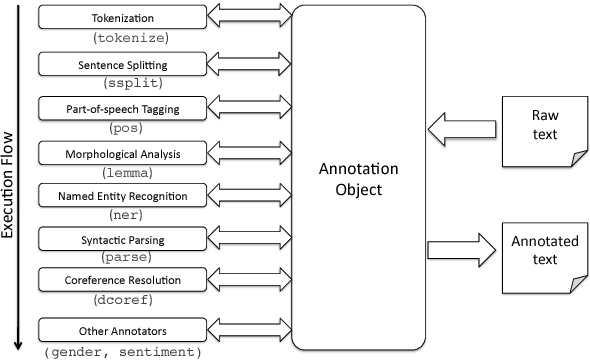 Execution Flow
Tokenization
(tokenize)
Sentence Splitting
(ssplit)
Part-of-speech Tagging
(pos)
Morphological Analysis
(lemma)
Named Entity Recognition
(ner)
Syntactic Parsing
(parse)
Coreference Resolution
(dcoref)
Other Annotators
(gender, sentiment)
Annotation
Object
Raw
text
Annotated
text